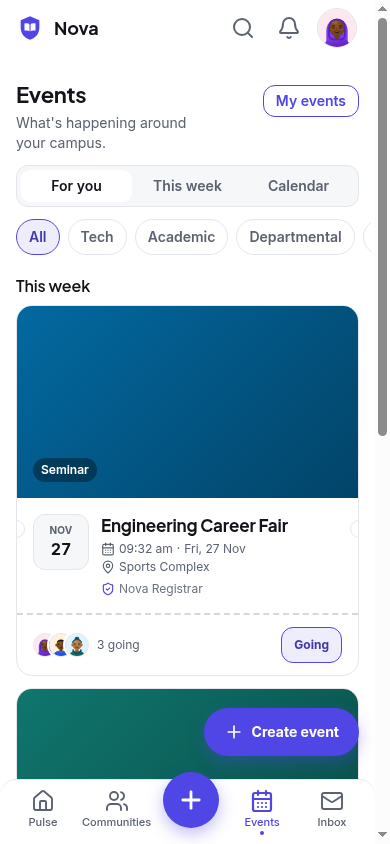 Nova
Events
My events
What's happening around
your campus.
For you
This week
Calendar
All
Tech
Academic
Departmental
This week
Seminar
NOV
27
Engineering Career Fair
09:32 am · Fri, 27 Nov
Sports Complex
Nova Registrar
3 going
Going
Create event
Pulse
Communities
Events
Inbox